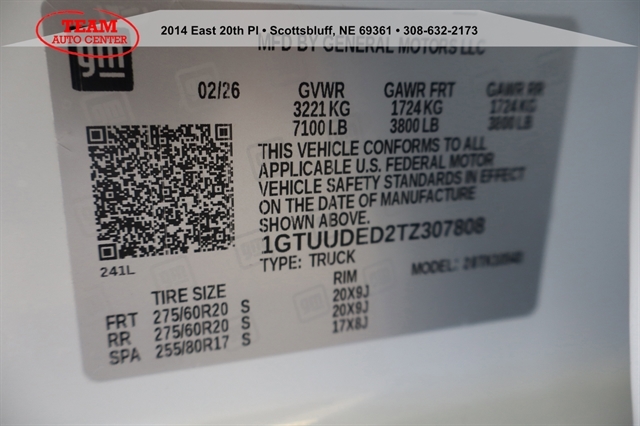 TEAM
AUTO CENTER
2014 East 20th Pl • Scottsbluff, NE 69361 • 308-632-2173
gm
MFD BY GENERAL MOTORS LLC
02/26 GVWR GAWR FRT GAWR RR
3221 KG 1724 KG 1724 KG
7100 LB 3800 LB 3800 LB
THIS VEHICLE CONFORMS TO ALL
APPLICABLE U.S. FEDERAL MOTOR
VEHICLE SAFETY STANDARDS IN EFFECT
ON THE DATE OF MANUFACTURE
SHOWN ABOVE.
1GTUUDED2TZ307808
241L
TYPE: TRUCK MODEL:
TIRE SIZE RIM
FRT 275/60R20 S 20X9J
RR 275/60R20 S 20X9J
SPA 255/80R17 S 17X8J